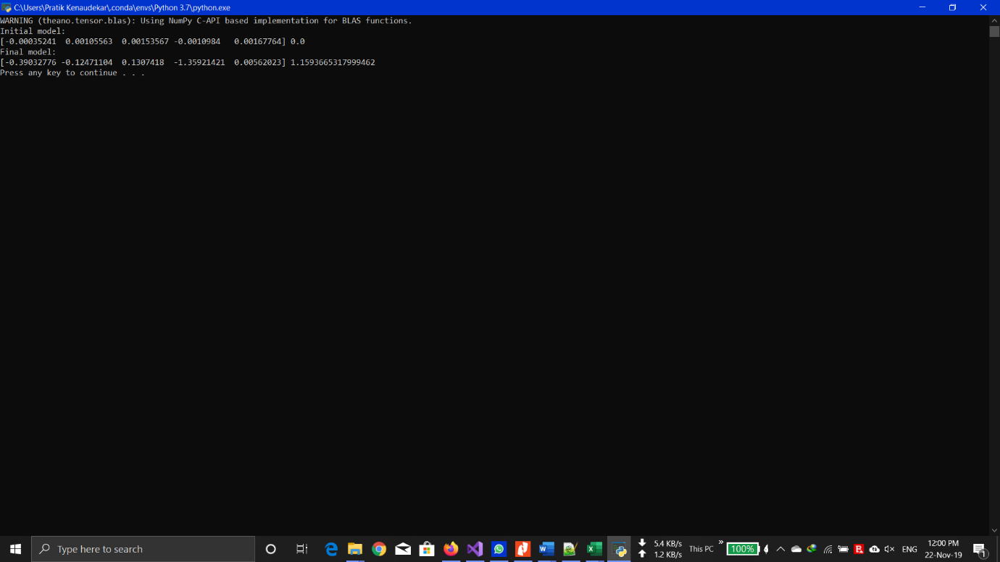 C:\Users\Pratik Kenaudekar\.conda\envs\Python 3.7\python.exe
WARNING (theano.tensor.blas): Using NumPy C-API based implementation for BLAS functions.
Initial model:
[-0.00035241  0.00105563  0.00153567 -0.0010984   0.00167764] 0.0
Final model:
[-0.39032776 -0.12471104  0.1307418  -1.35921421  0.00562023] 1.1593665317999462
Press any key to continue . . .
Type here to search
5.4 KB/s
1.2 KB/s
This PC
»
100%
ENG
12:00 PM
22-Nov-19
1